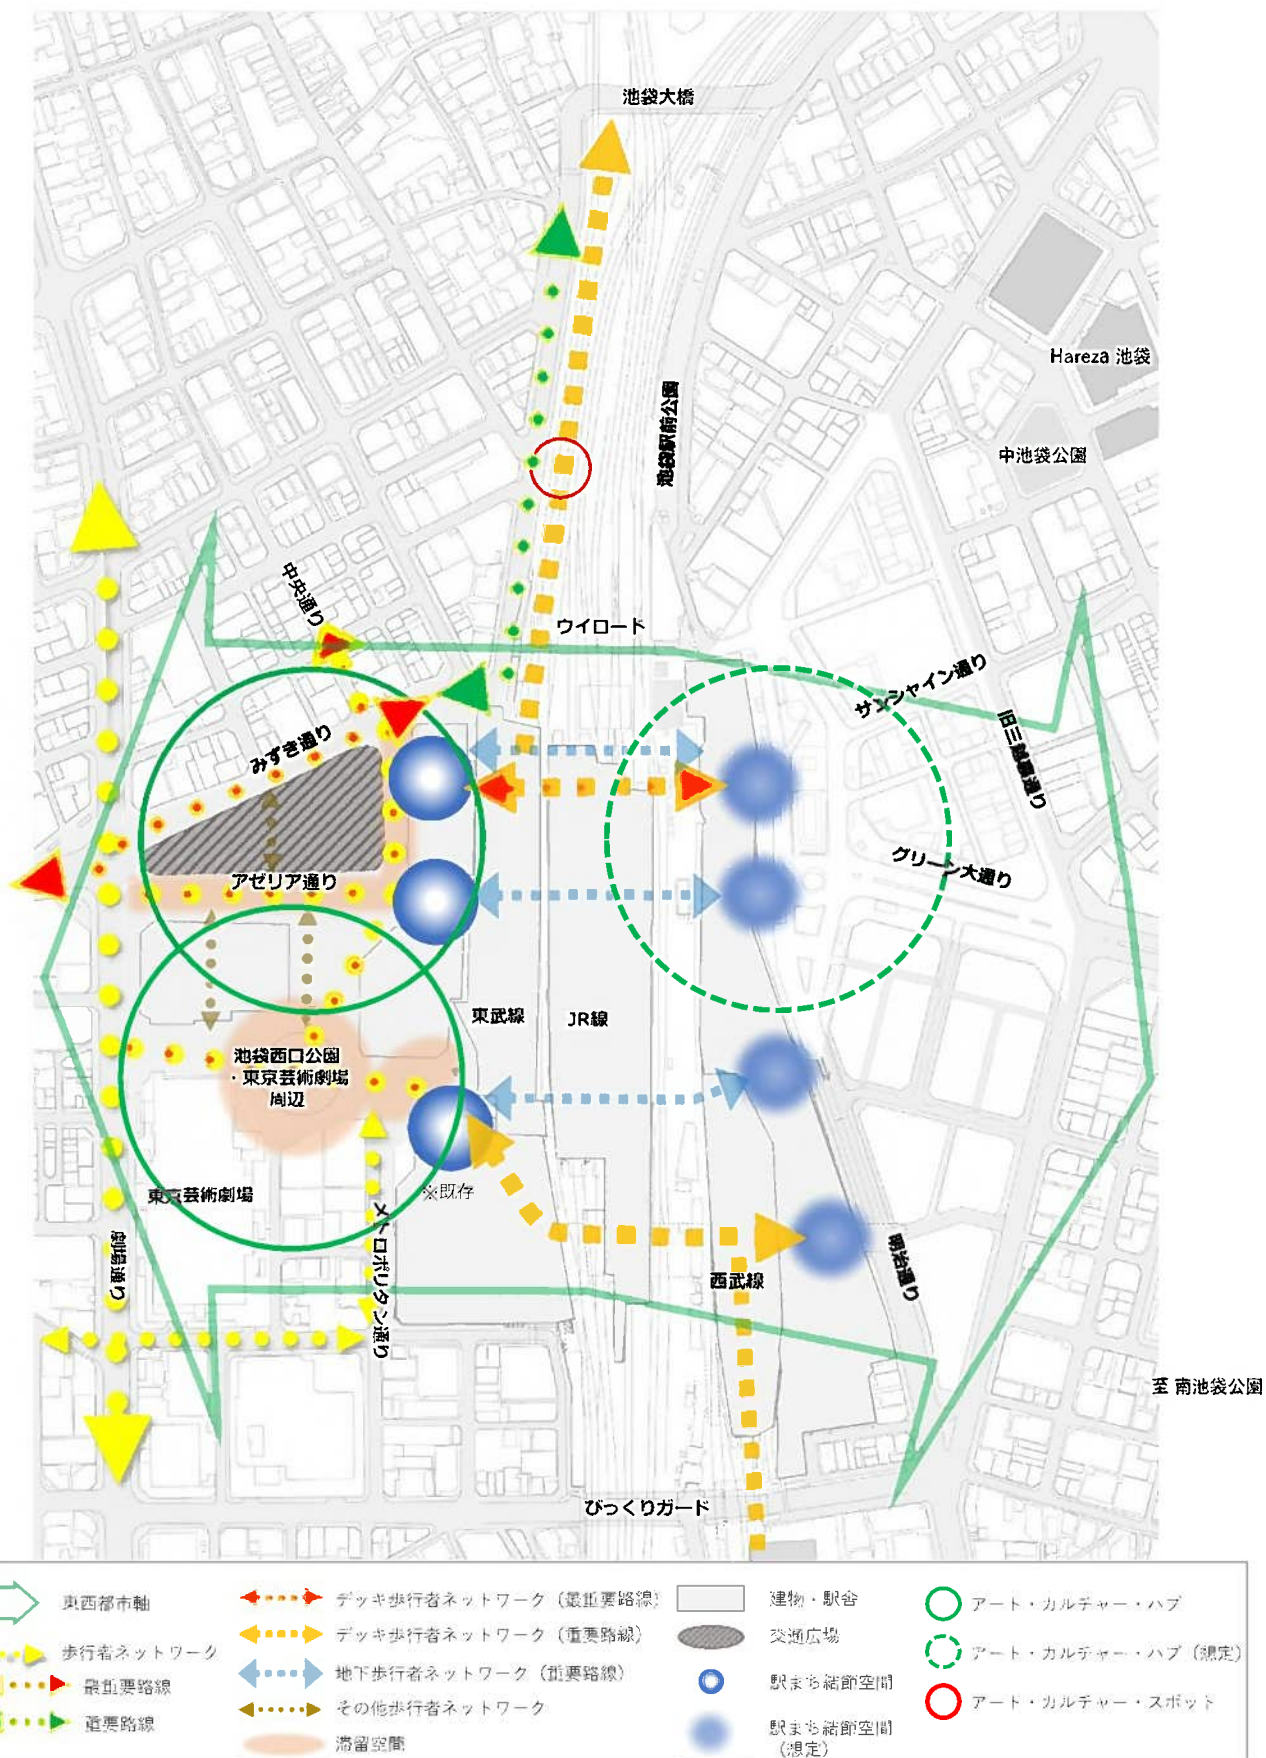 池袋大橋
Hareza 池袋
池袋駅前公園
中池袋公園
中央通り
ウイロード
サンシャイン通り
旧三越裏通り
みずき通り
グリーン大通り
アゼリア通り
東武線
JR線
池袋西口公園
・東京芸術劇場
周辺
※既存
東京芸術劇場
メトロポリタン通り
劇場通り
明治通り
西武線
至 南池袋公園
びっくりガード
東西都市軸
歩行者ネットワーク
最重要路線
重要路線
デッキ歩行者ネットワーク（最重要路線）
デッキ歩行者ネットワーク（重要路線）
地下歩行者ネットワーク（重要路線）
その他歩行者ネットワーク
滞留空間
建物・駅舎
交通広場
駅まち結節空間
駅まち結節空間
（想定）
アート・カルチャー・ハブ
アート・カルチャー・ハブ（想定）
アート・カルチャー・スポット